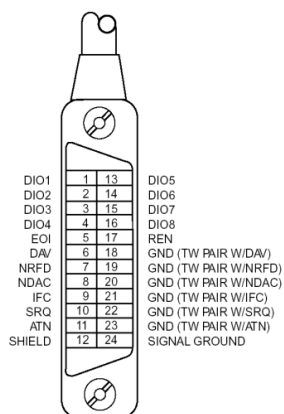 DIO1 1 13 DIO5
DIO2 2 14 DIO6
DIO3 3 15 DIO7
DIO4 4 16 DIO8
EOI 5 17 REN
DAV 6 18 GND (TW PAIR W/DAV)
NRFD 7 19 GND (TW PAIR W/NRFD)
NDAC 8 20 GND (TW PAIR W/NDAC)
IFC 9 21 GND (TW PAIR W/IFC)
SRQ 10 22 GND (TW PAIR W/SRQ)
ATN 11 23 GND (TW PAIR W/ATN)
SHIELD 12 24 SIGNAL GROUND